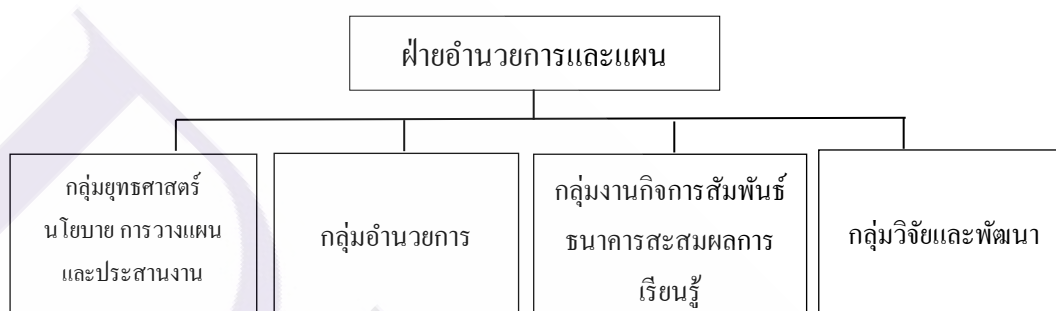 ฝ่ายอำนวยการและแผน
กลุ่มยุทธศาสตร์
นโยบาย การวางแผน
และประสานงาน
กลุ่มอำนวยการ
กลุ่มงานกิจการสัมพันธ์
ธนาคารสะสมผลการ
เรียนรู้
กลุ่มวิจัยและพัฒนา